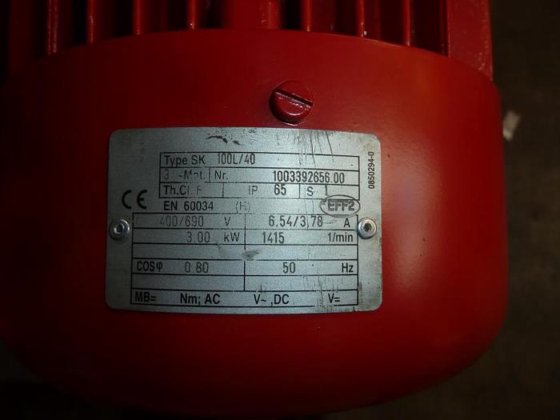 Type SK 100L/40
3~-Mot. Nr. 1003392656.00
Th.Cl. F IP 65 S 1
EN 60034 (H) EFF2
400/690 V 6.54/3,78 A
3.00 kW 1415 1/min
cosφ 0.80 50 Hz
MB= Nm; AC V~,DC V=
0850294-0
CE